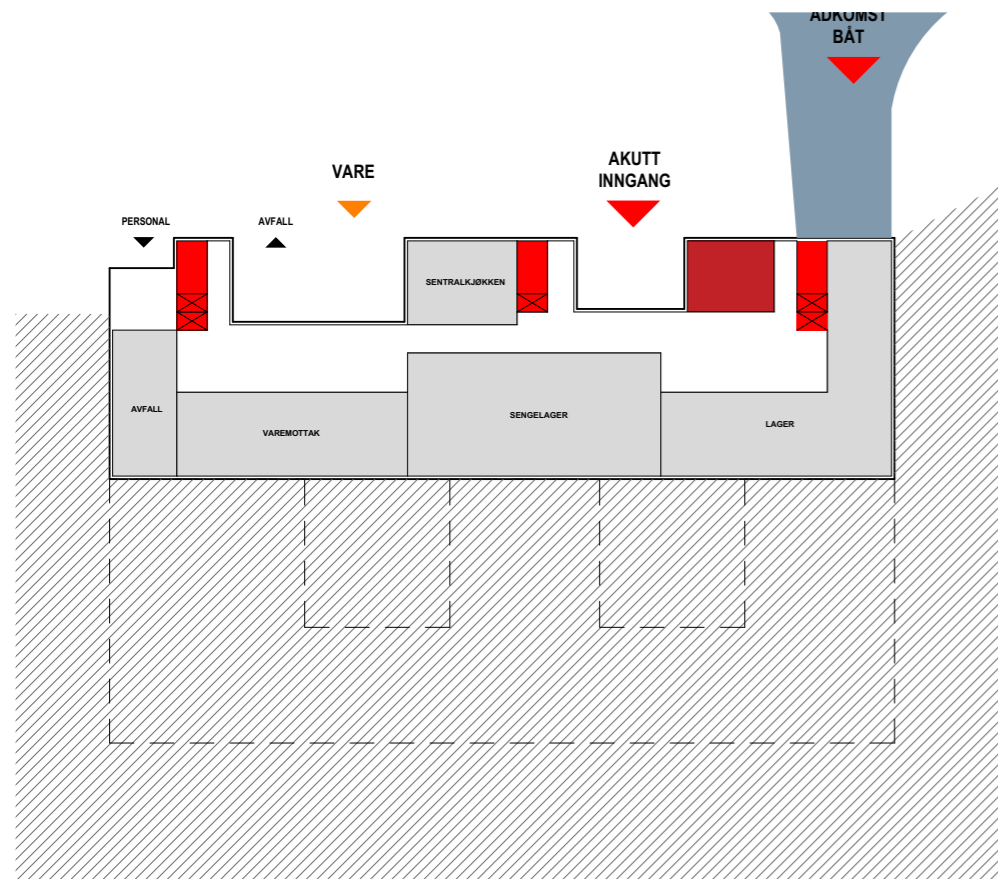 ADKOMST
BÅT
VARE
AKUTT
INNGANG
PERSONAL
AVFALL
SENTRALKJØKKEN
AVFALL
VAREMOTTAK
SENGELAGER
LAGER